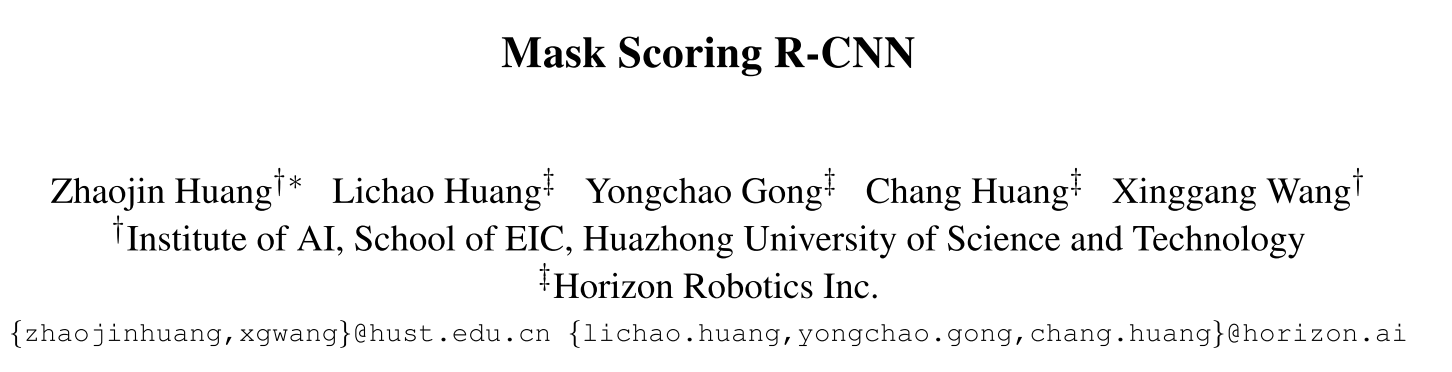 Mask Scoring R-CNN
Zhaojin Huang†* Lichao Huang‡ Yongchao Gong‡ Chang Huang‡ Xinggang Wang†
†Institute of AI, School of EIC, Huazhong University of Science and Technology
‡Horizon Robotics Inc.
{zhaojinhuang,xgwang}@hust.edu.cn {lichao.huang,yongchao.gong,chang.huang}@horizon.ai